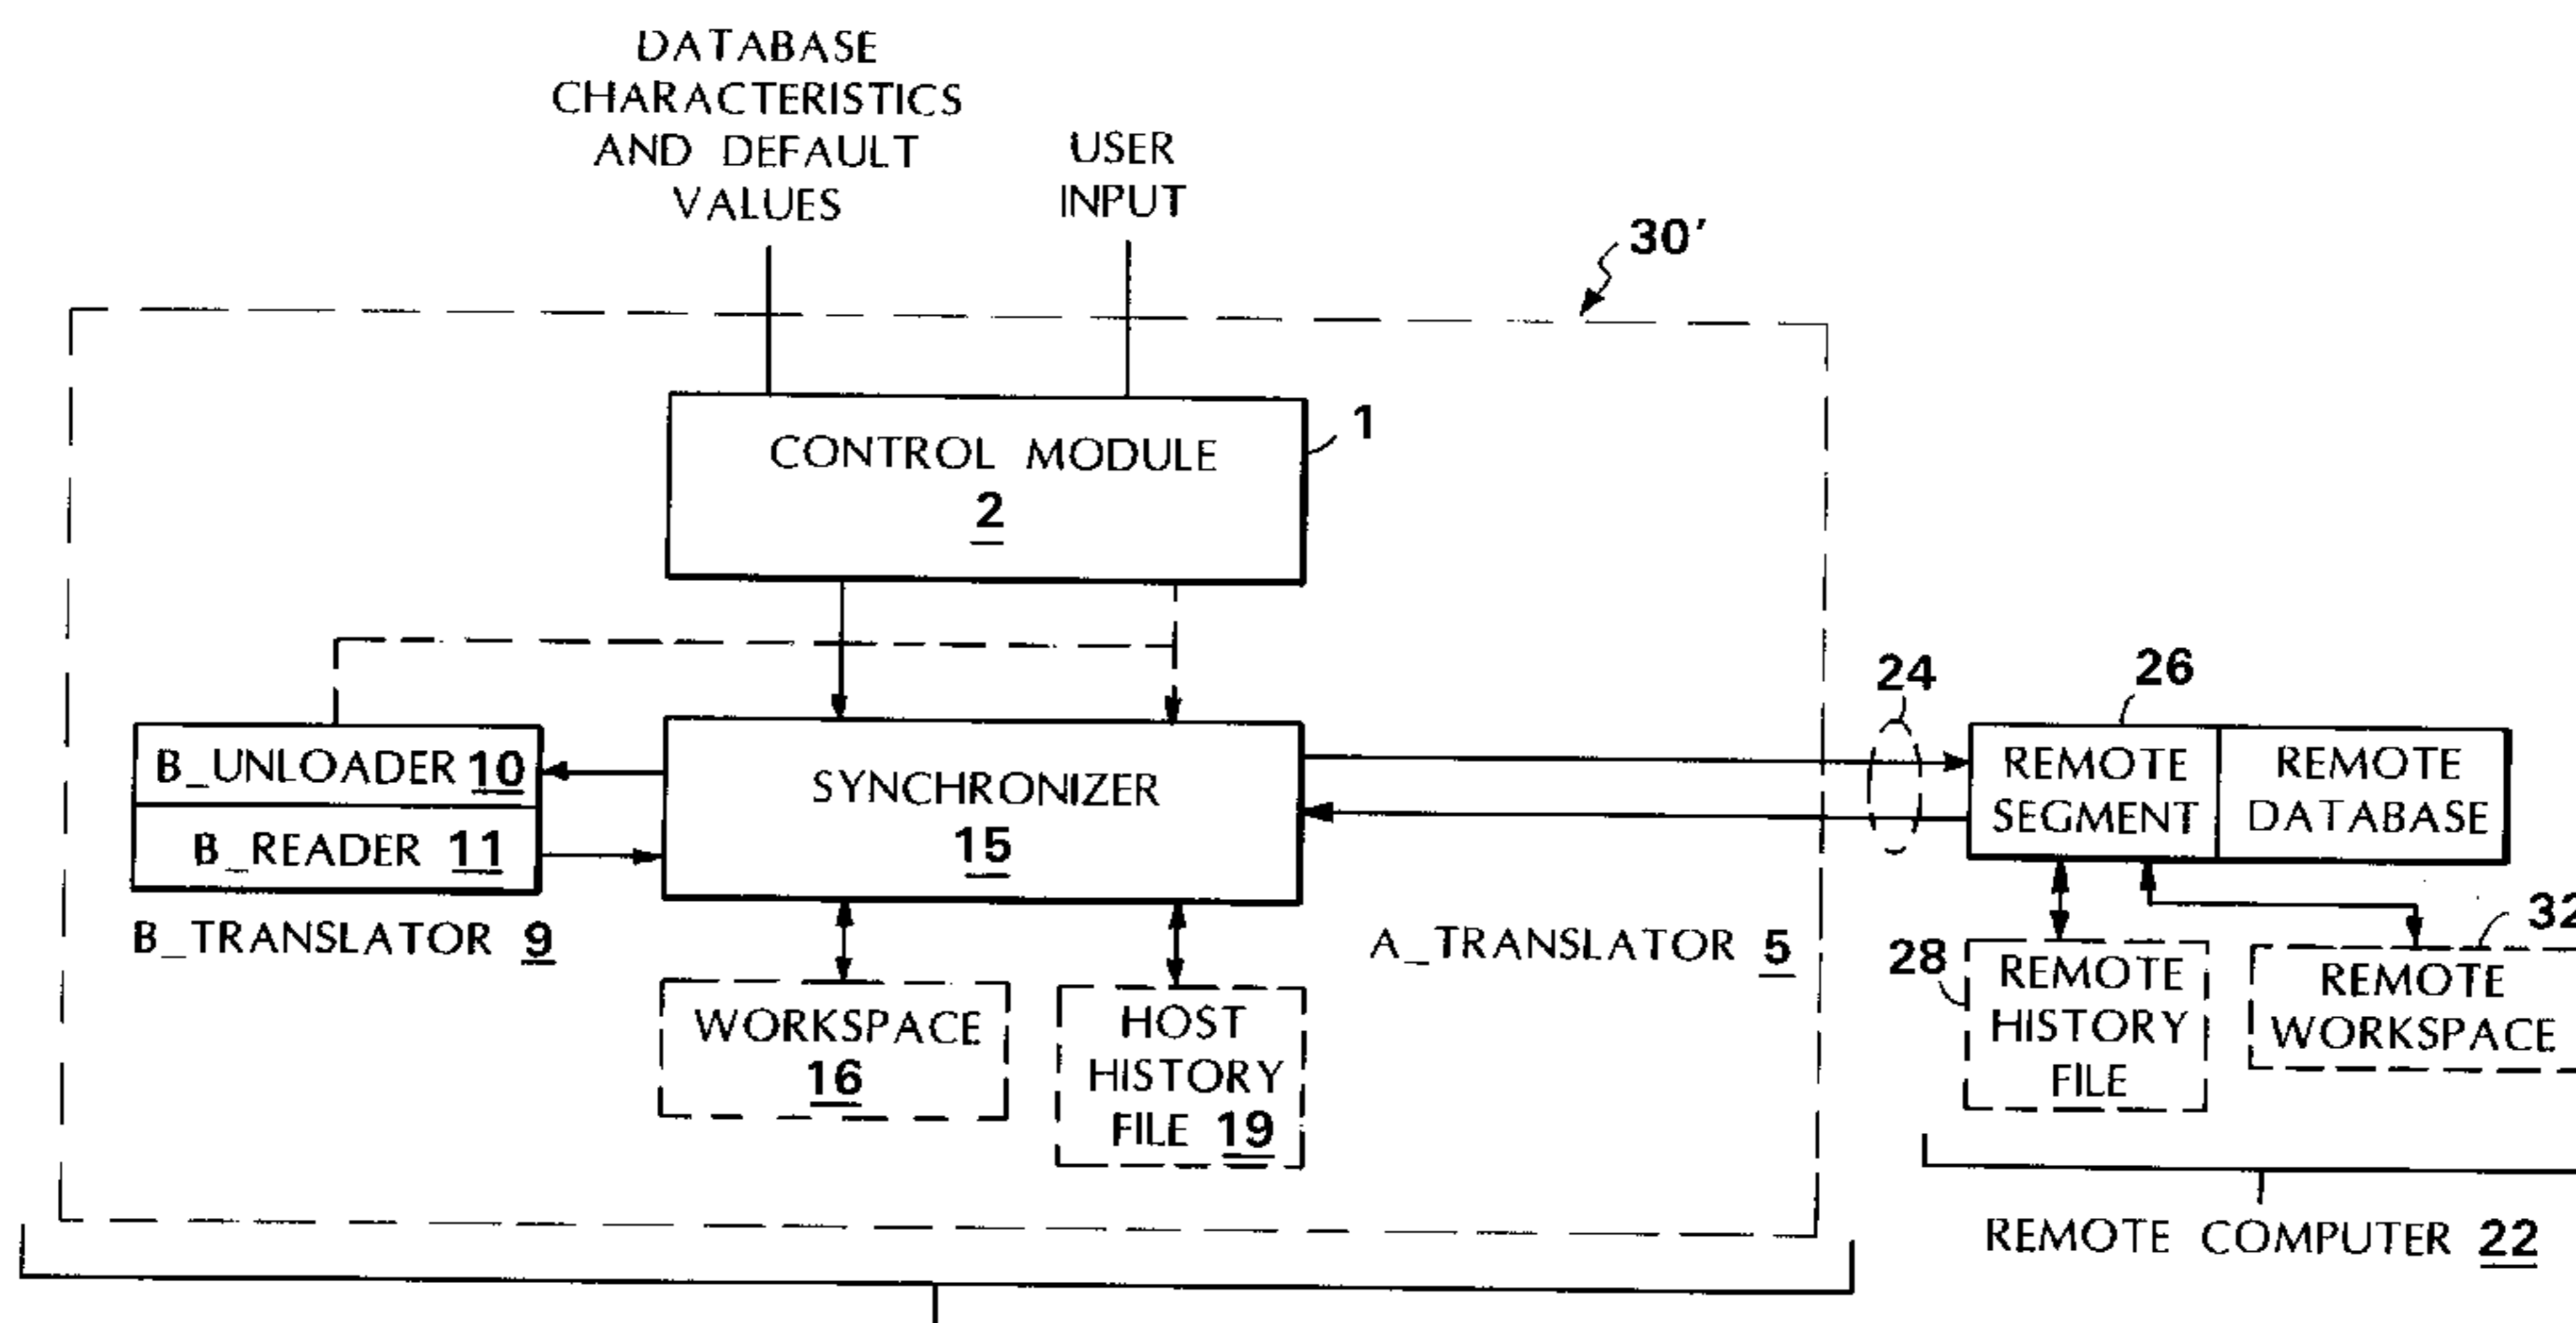 DATABASE
CHARACTERISTICS
AND DEFAULT
VALUES
USER
INPUT
30'
CONTROL MODULE
2
1
24
26
B_UNLOADER 10
B_READER 11
B_TRANSLATOR 9
SYNCHRONIZER
15
REMOTE
SEGMENT
REMOTE
DATABASE
A_TRANSLATOR 5
WORKSPACE
16
HOST
HISTORY
FILE 19
28
REMOTE
HISTORY
FILE
32
REMOTE
WORKSPACE
REMOTE COMPUTER 22